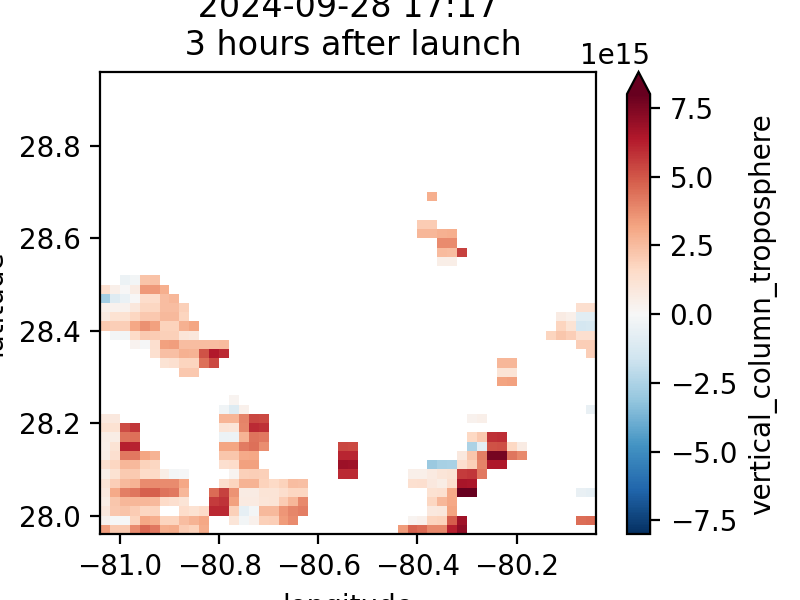 2024-09-28 17:17
3 hours after launch
1e15
28.8
28.6
28.4
28.2
28.0
−81.0 −80.8 −80.6 −80.4 −80.2
longitude
7.5
5.0
2.5
0.0
−2.5
−5.0
−7.5
vertical_column_troposphere